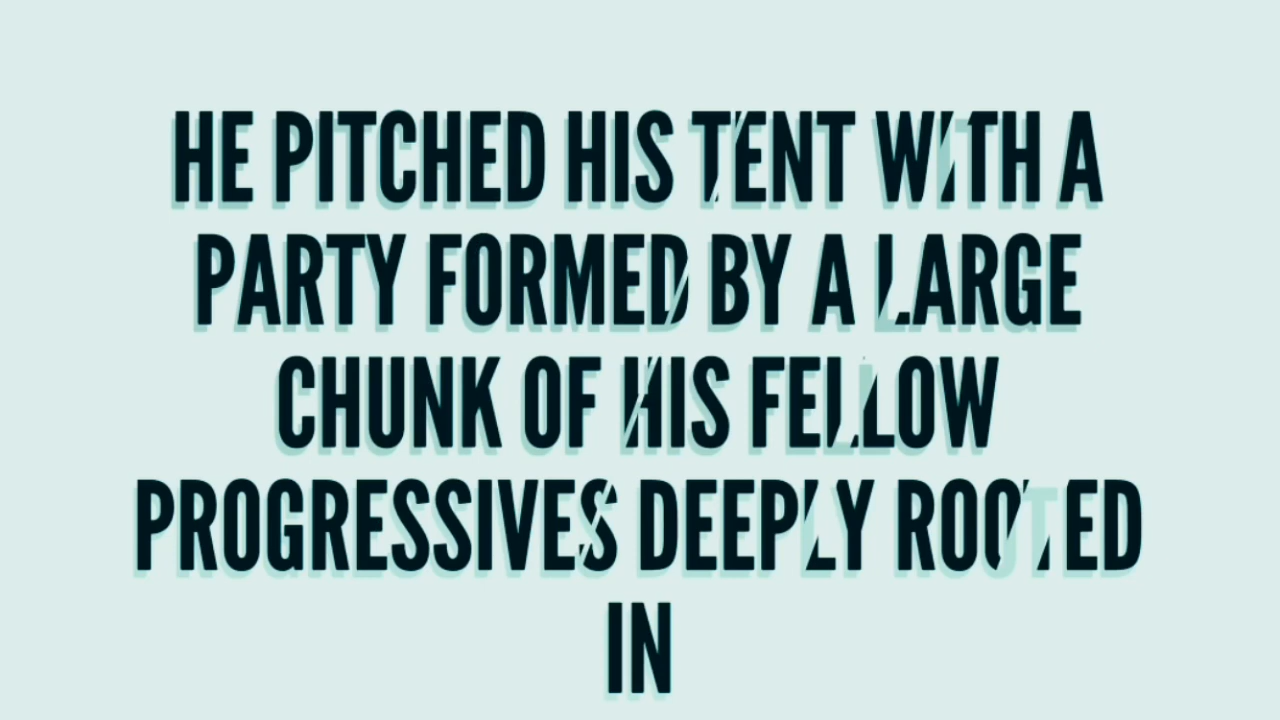 HE PITCHED HIS TENT WITH A
PARTY FORMED BY A LARGE
CHUNK OF HIS FELLOW
PROGRESSIVES DEEPLY ROOTED
IN